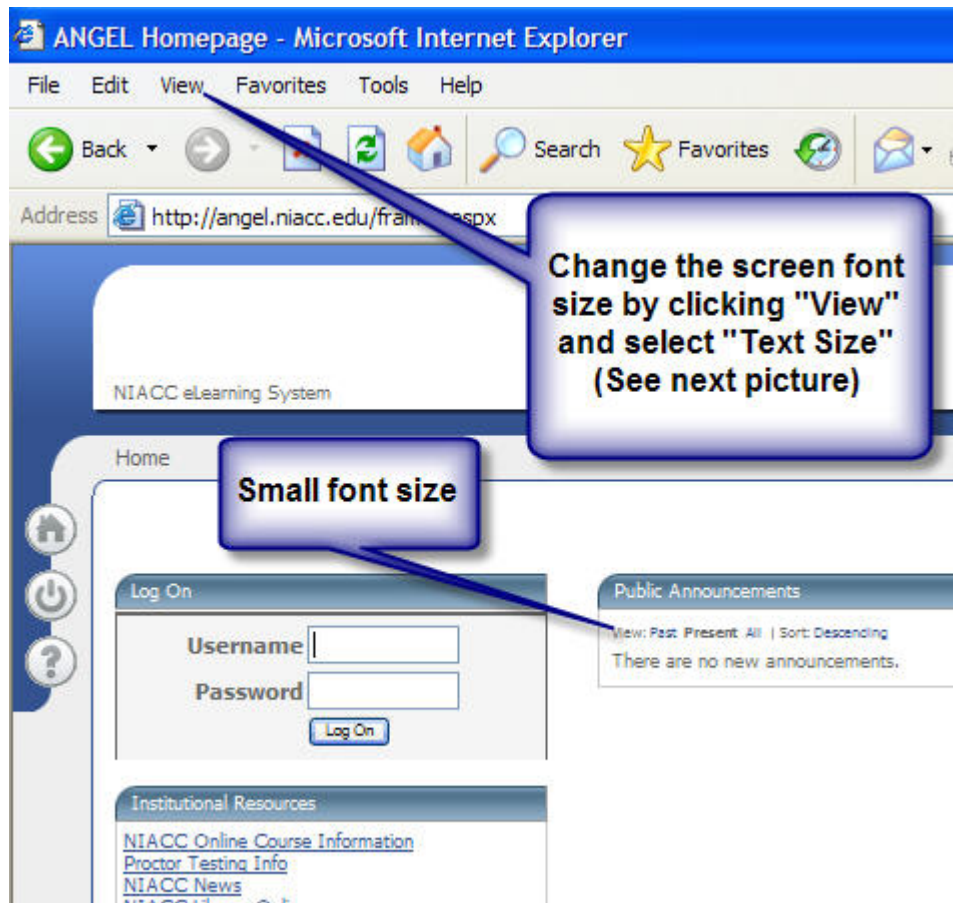 ANGEL Homepage - Microsoft Internet Explorer
File Edit View Favorites Tools Help
Back Search Favorites
Address http://angel.niacc.edu/fram aspx
Change the screen font
size by clicking "View"
and select "Text Size"
(See next picture)
NIACC eLearning System
Home
Small font size
Log On
Username
Password
Log On
Public Announcements
View: Past Present All | Sort: Descending
There are no new announcements.
?
Institutional Resources
NIACC Online Course Information
Proctor Testing Info
NIACC News